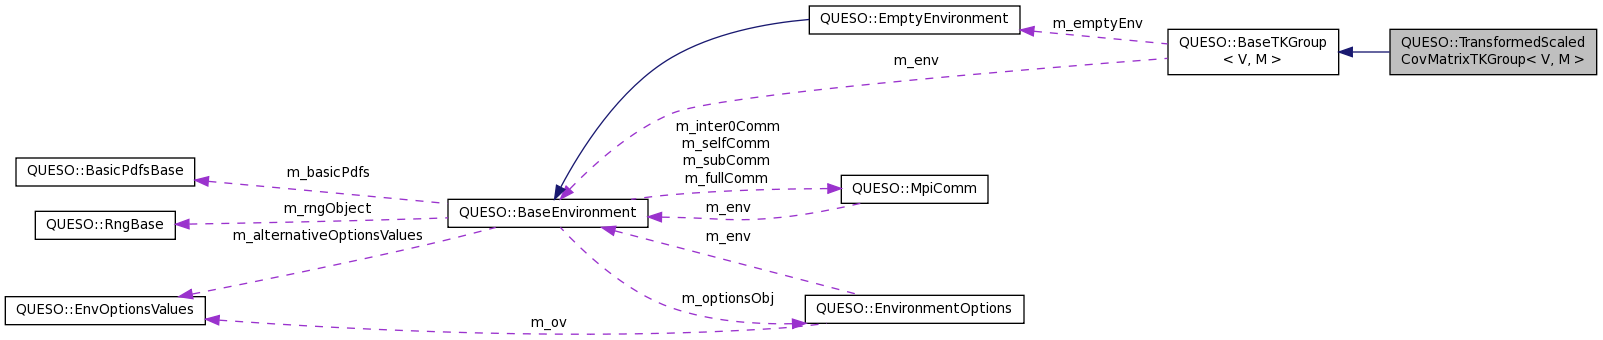 QUESO::EmptyEnvironment
m_emptyEnv
QUESO::BaseTKGroup
< V, M >
QUESO::TransformedScaled
CovMatrixTKGroup< V, M >
m_env
m_inter0Comm
m_selfComm
m_subComm
m_fullComm
QUESO::BasicPdfsBase
m_basicPdfs
QUESO::MpiComm
m_rngObject
QUESO::BaseEnvironment
m_env
QUESO::RngBase
m_alternativeOptionsValues
m_env
m_optionsObj
QUESO::EnvOptionsValues
QUESO::EnvironmentOptions
m_ov